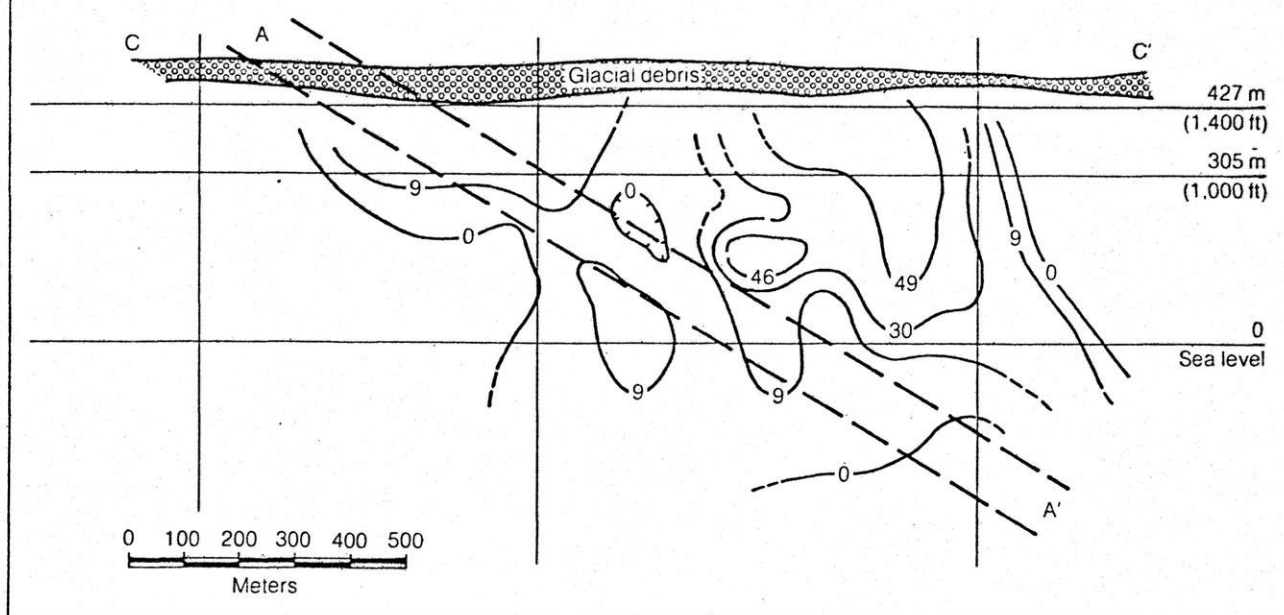 C
A
C'
Glacial debris
427 m
(1,400 ft)
305 m
(1,000 ft)
9
0
0
9
0
46
49
30
0
Sea level
9
9
0
A'
0 100 200 300 400 500
Meters